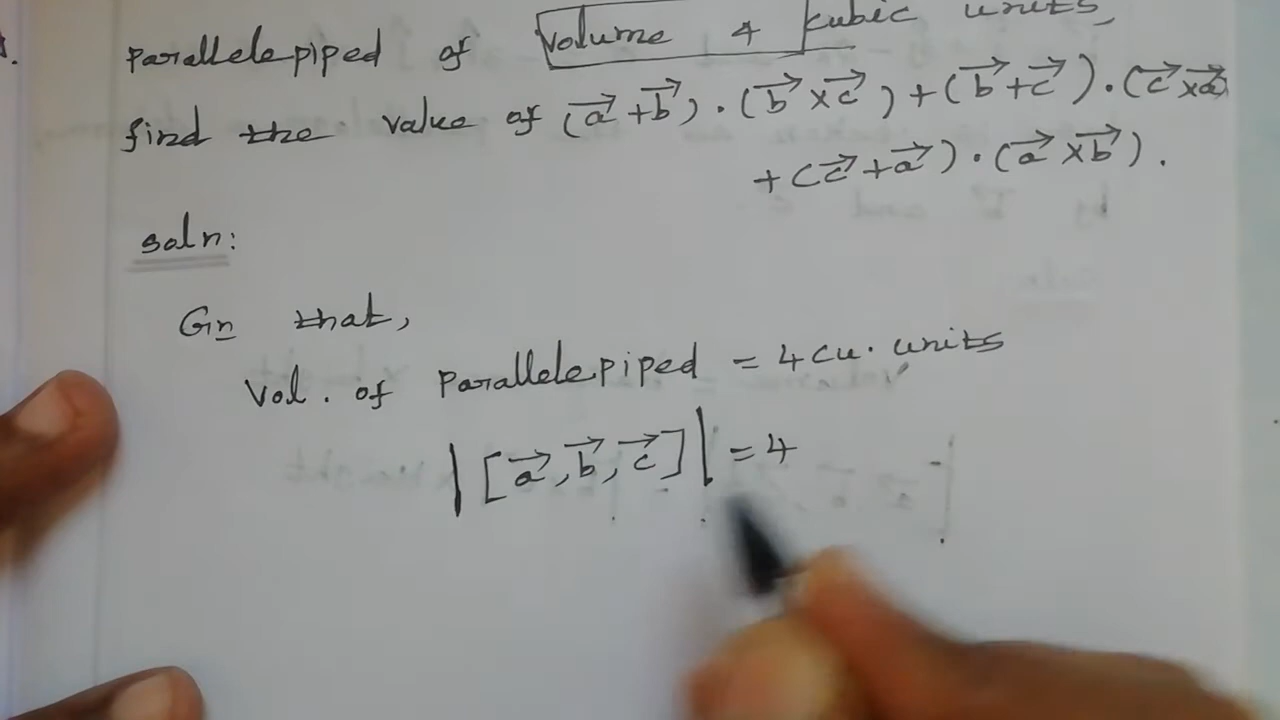 parallelepiped of volume 4 cubic units,
find the value of (a⃗ + b⃗) · (b⃗ × c⃗) + (b⃗ + c⃗) · (c⃗ × a⃗)
+ (c⃗ + a⃗) · (a⃗ × b⃗).
soln:
Gn that,
Vol. of parallelepiped = 4 cu. units
|[a⃗, b⃗, c⃗]| = 4